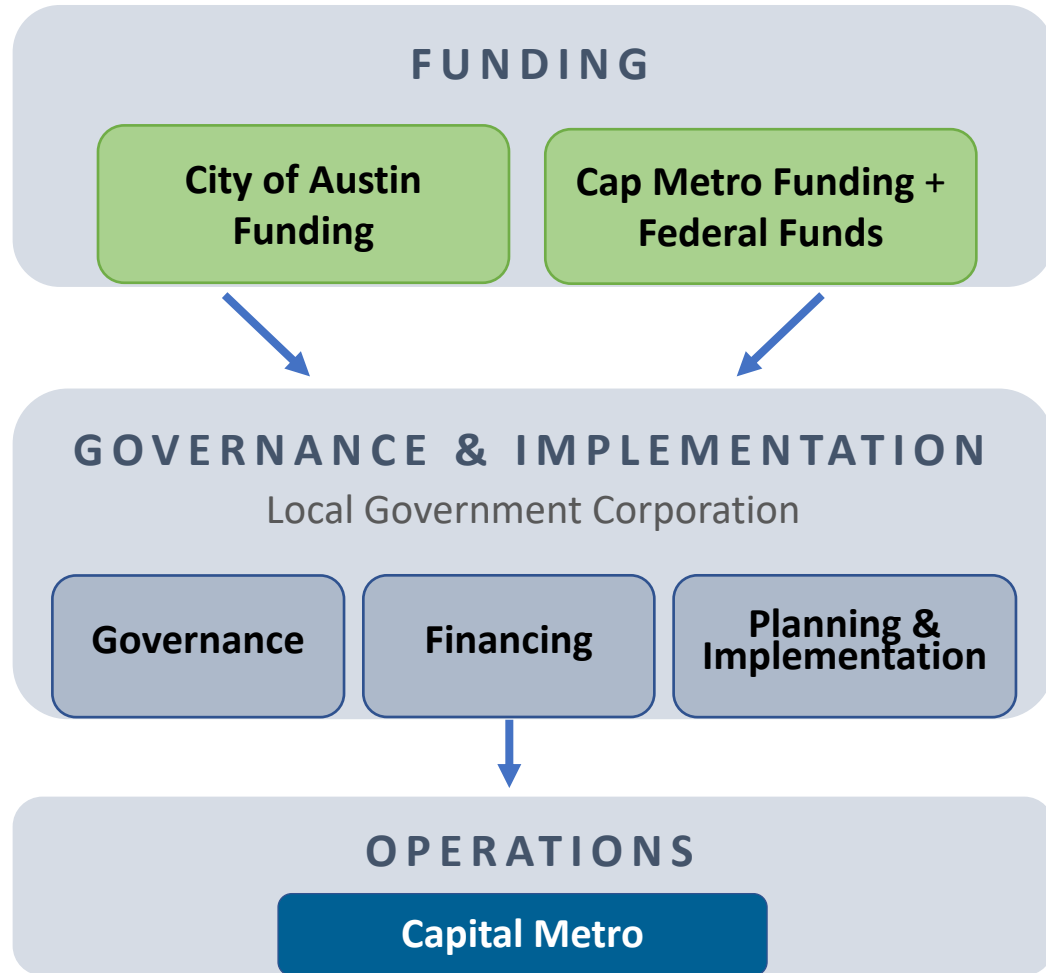 FUNDING
City of Austin
Funding
Cap Metro Funding +
Federal Funds
GOVERNANCE & IMPLEMENTATION
Local Government Corporation
Governance
Financing
Planning &
Implementation
OPERATIONS
Capital Metro